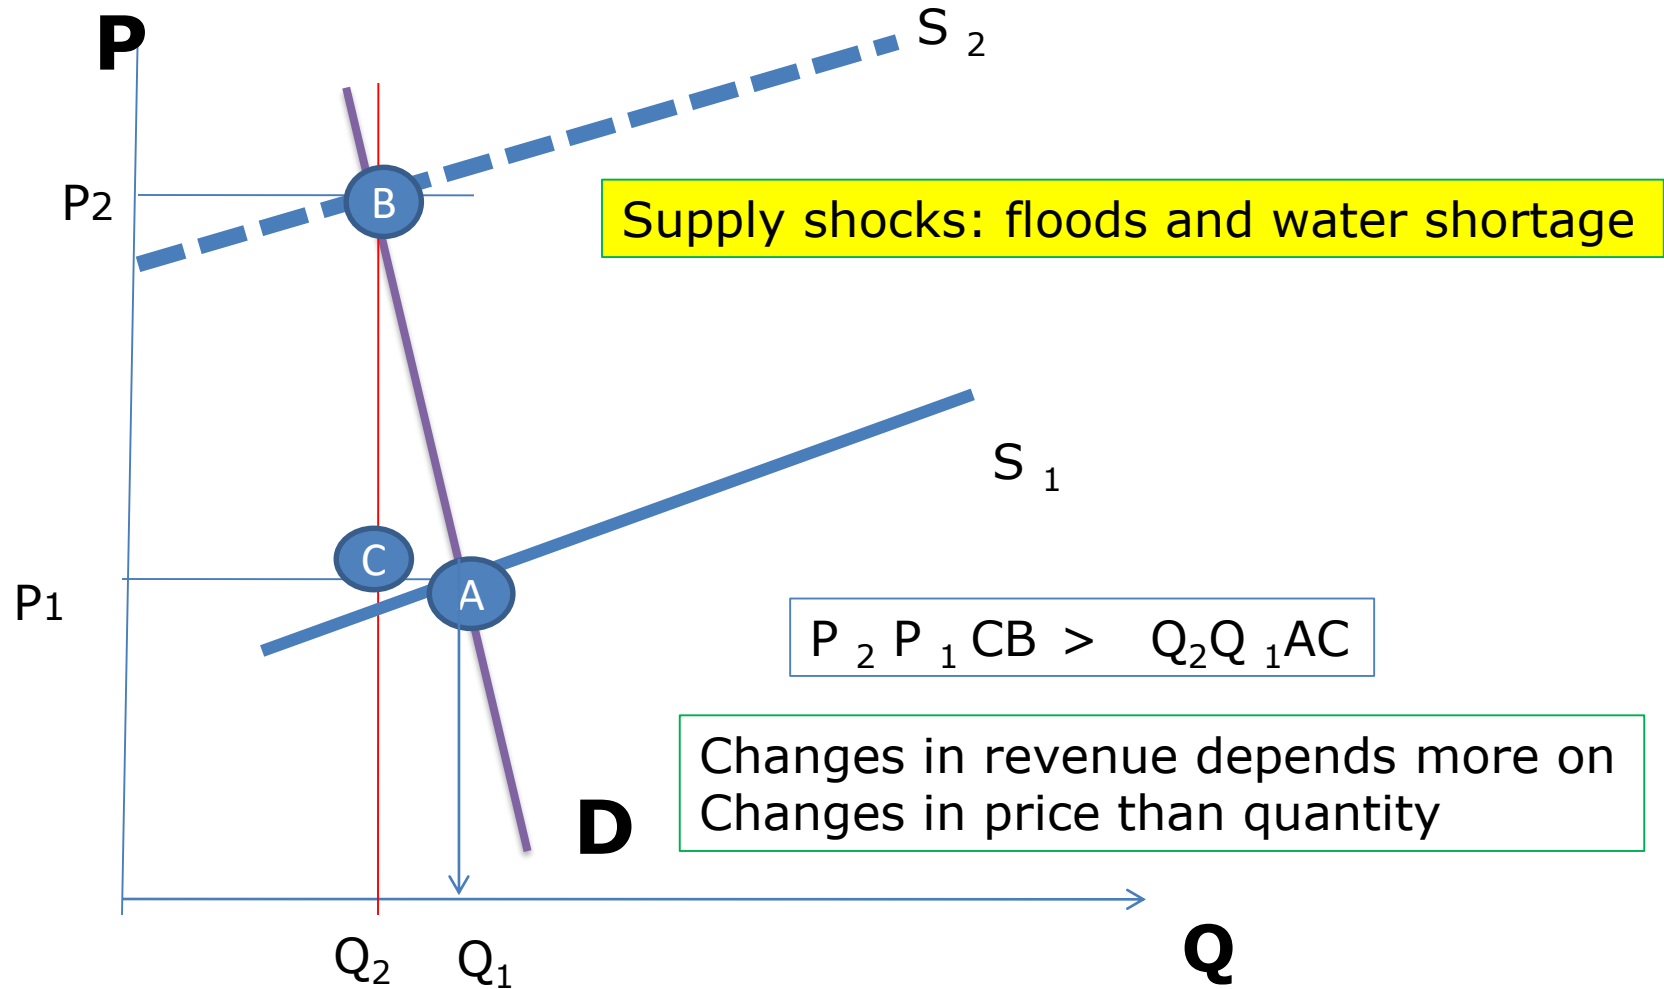 P
S 2
P2
B
Supply shocks: floods and water shortage
S 1
C
A
P1
P 2 P 1 CB > Q2Q 1AC
Changes in revenue depends more on
Changes in price than quantity
D
Q2 Q1
Q